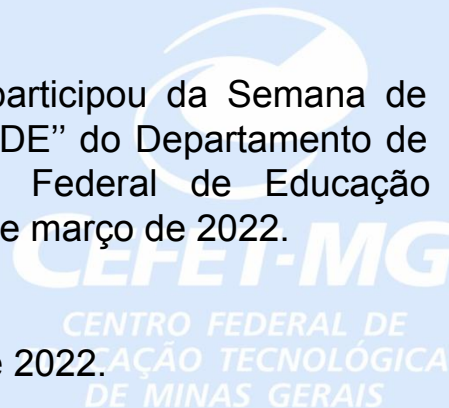 participou da Semana de
DE’’ do Departamento de
Federal de Educação
e março de 2022.
CEFET-MG
CENTRO FEDERAL DE
EDUCAÇÃO TECNOLÓGICA
e 2022.
DE MINAS GERAIS